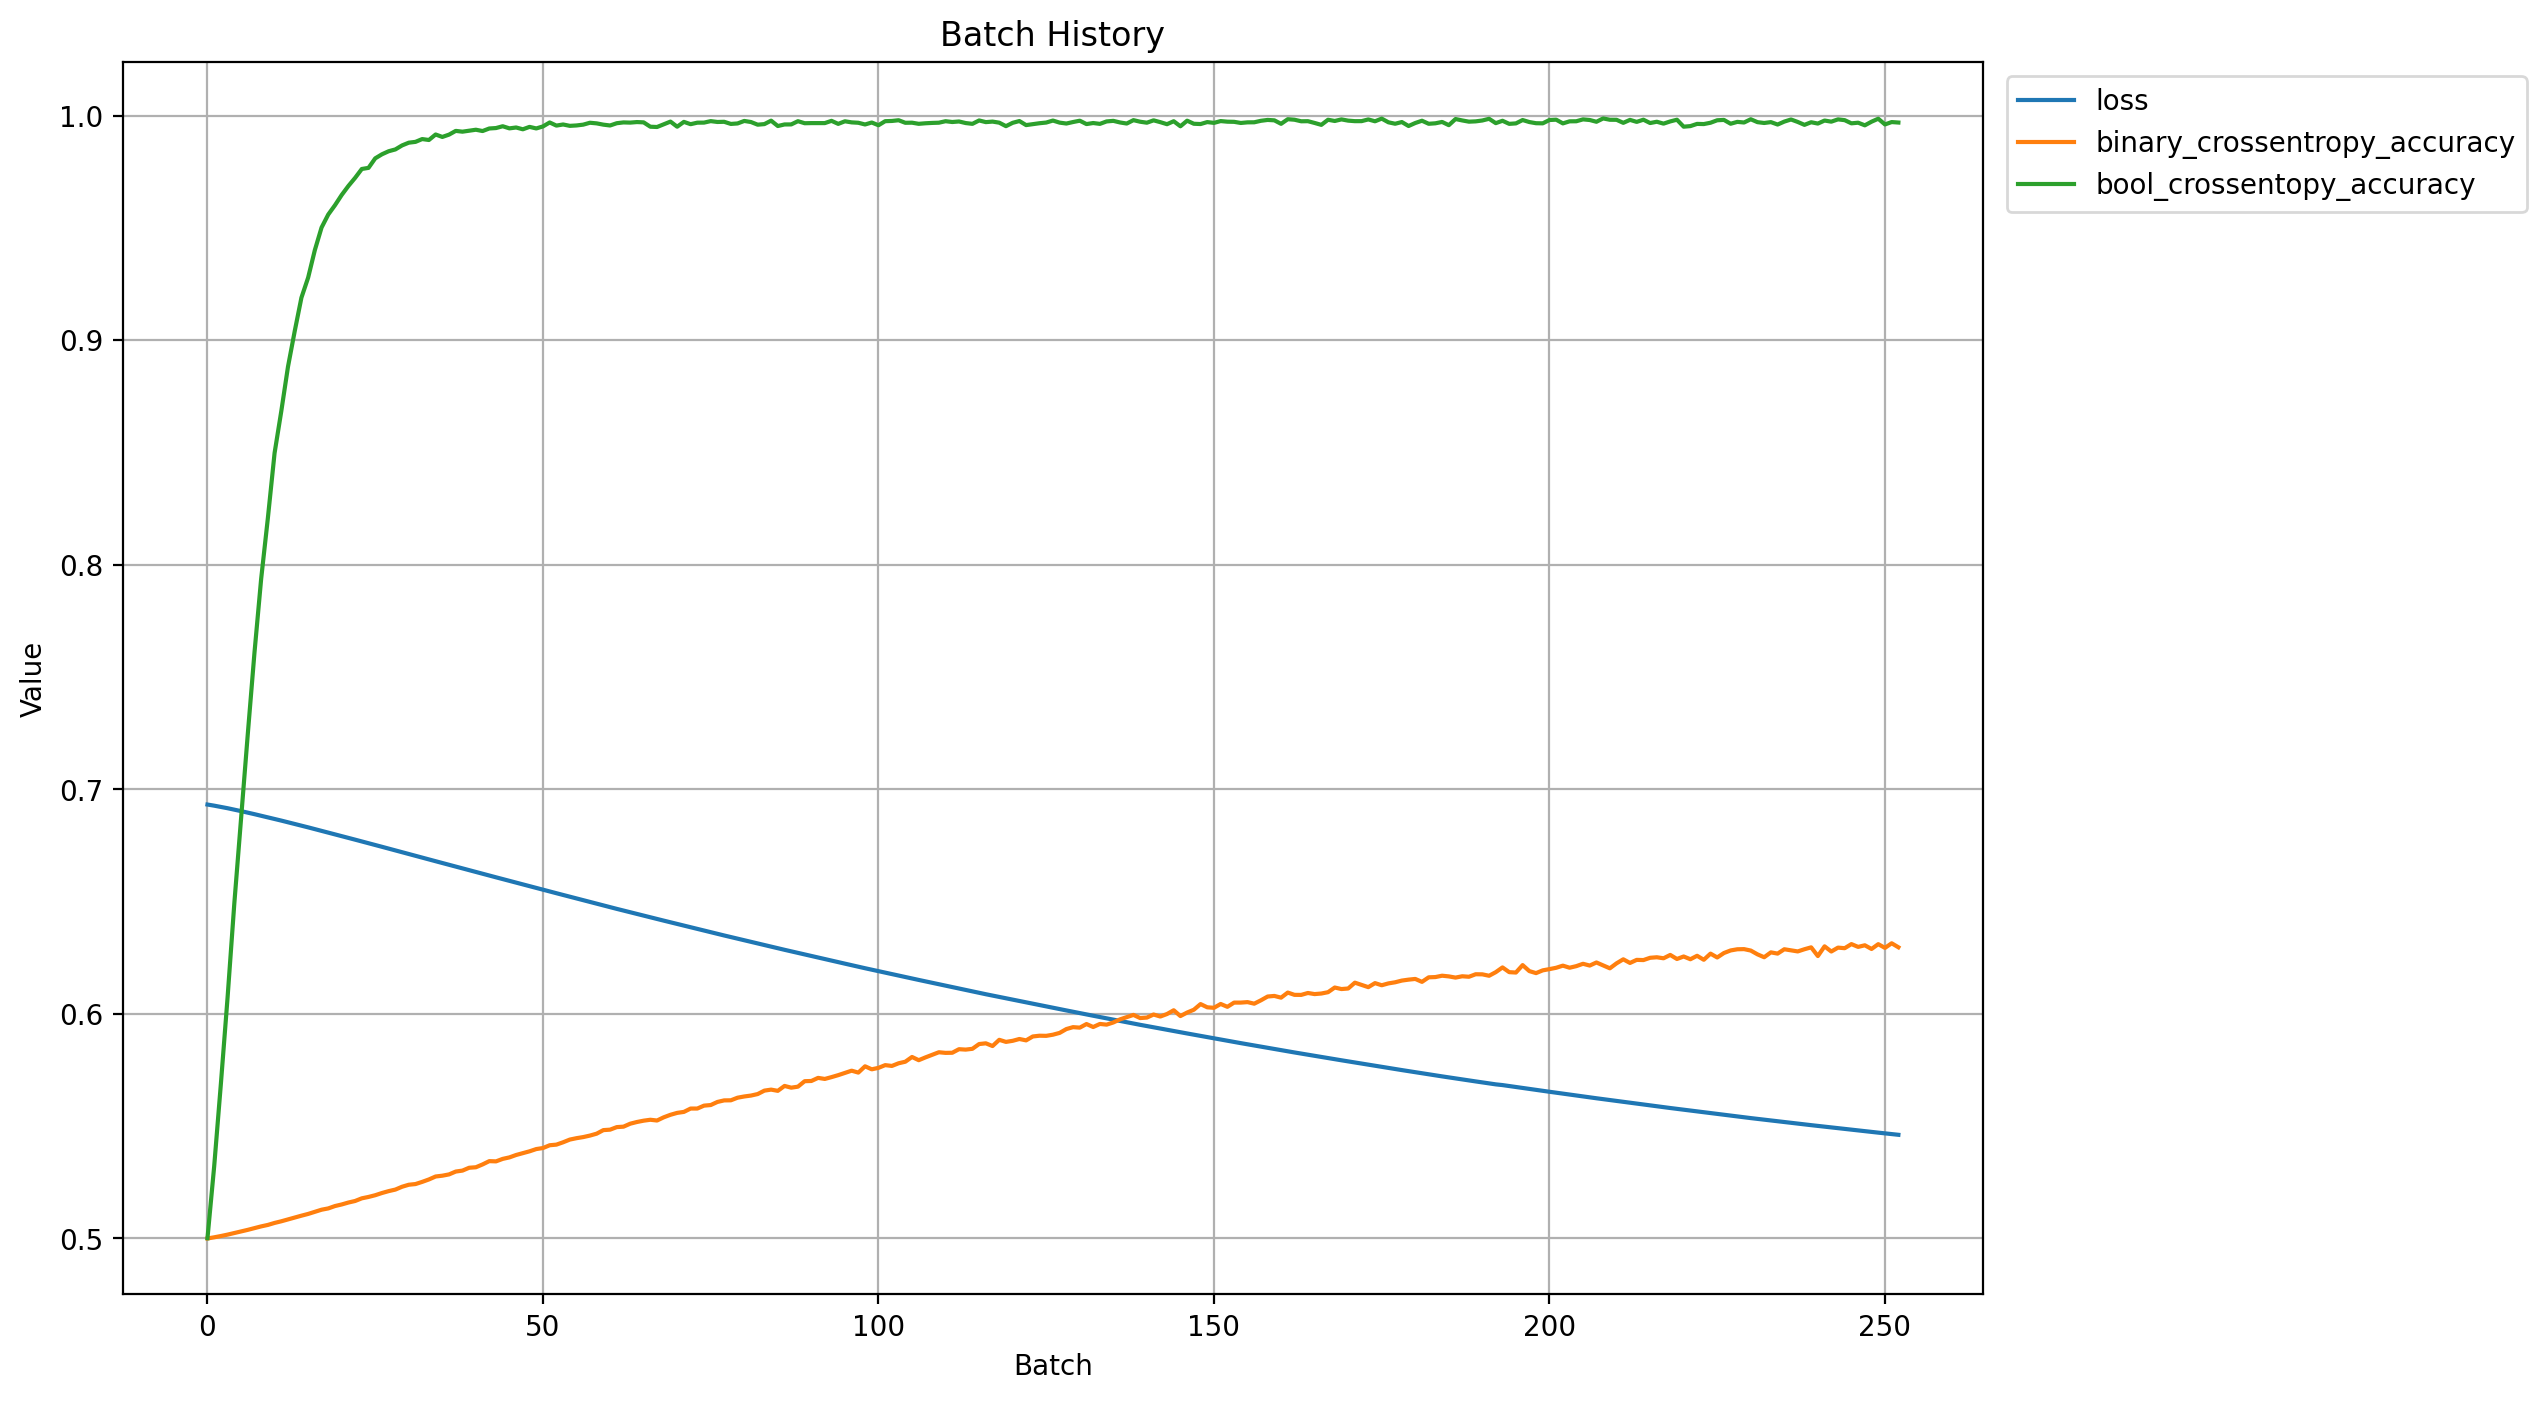 Batch History
loss
binary_crossentropy_accuracy
bool_crossentopy_accuracy
1.0
0.9
0.8
0.7
0.6
0.5
Value
0 50 100 150 200 250
Batch